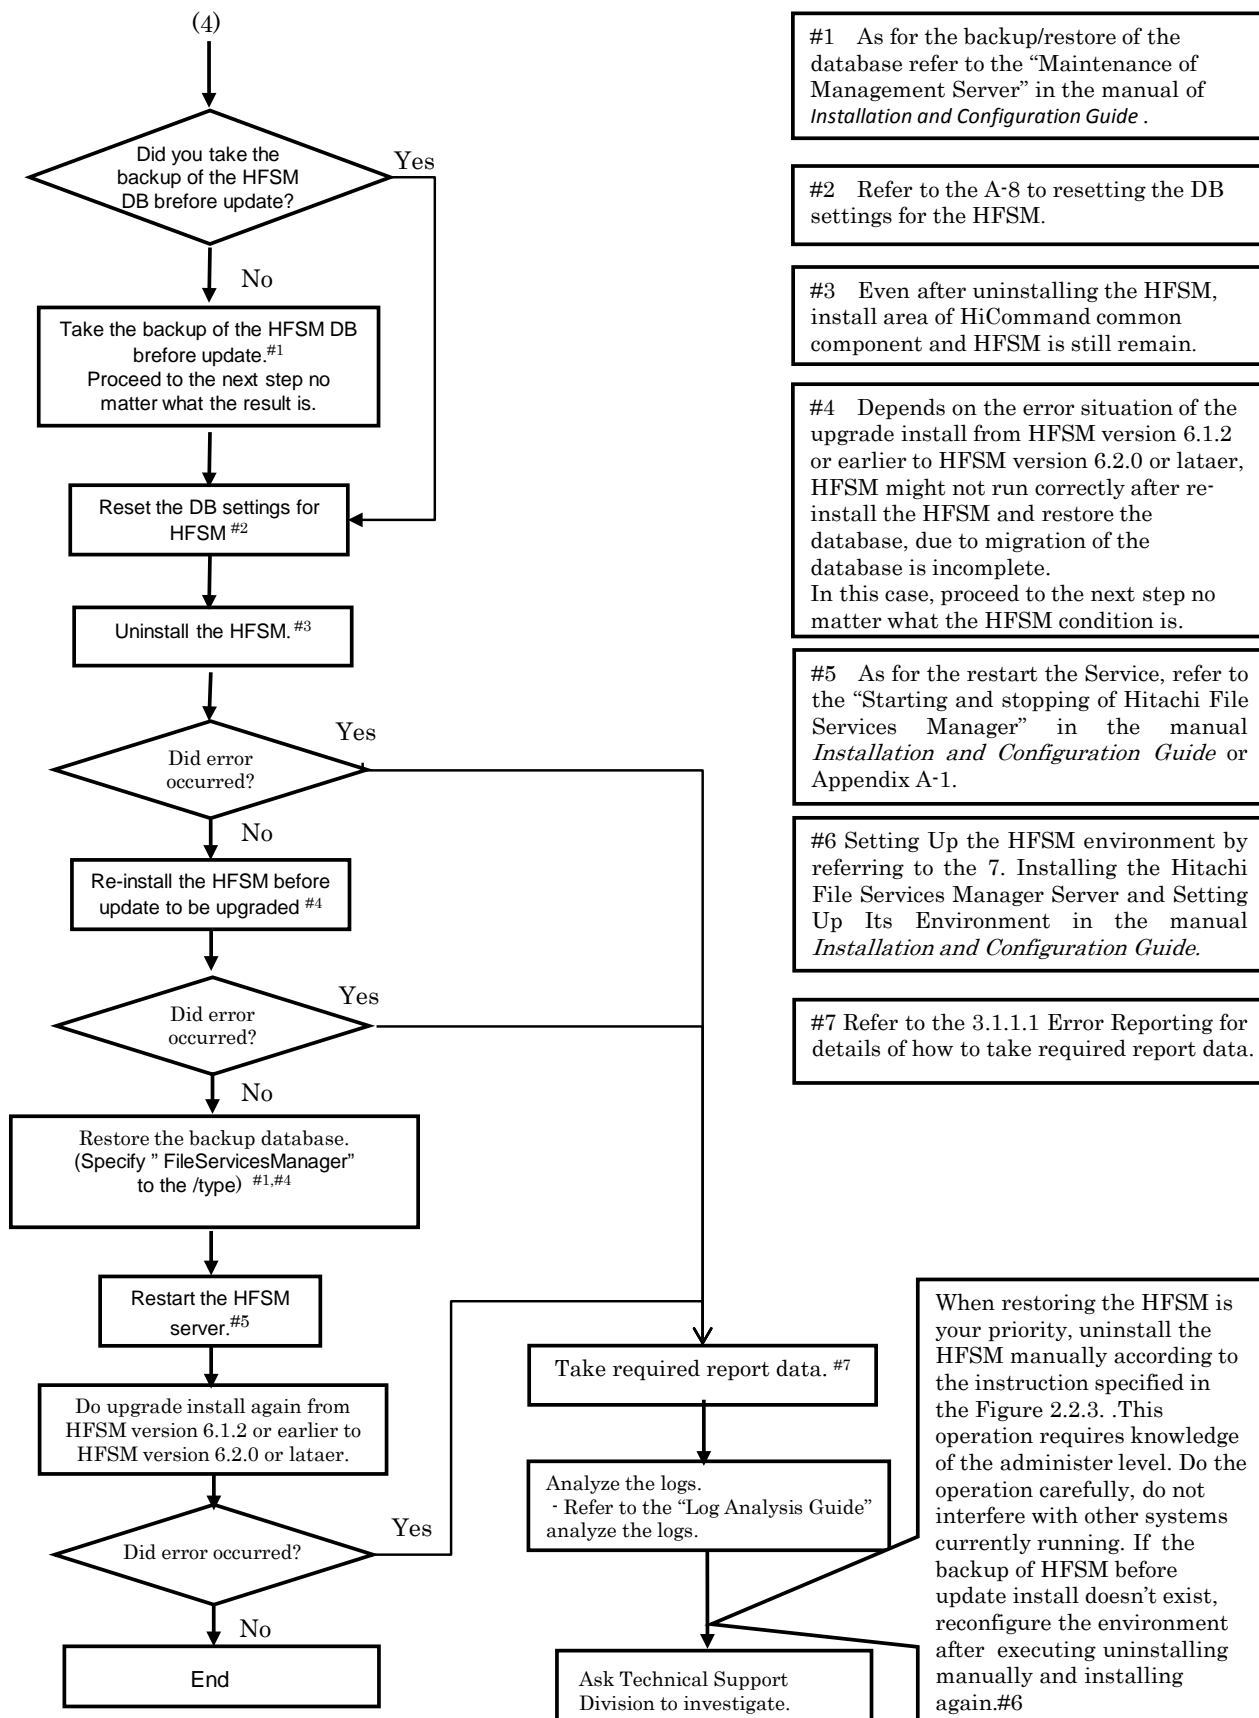 (4)
Did you take the
backup of the HFSM
DB brefore update?
Yes
No
Take the backup of the HFSM DB
brefore update.#1
Proceed to the next step no
matter what the result is.
Reset the DB settings for
HFSM #2
Uninstall the HFSM. #3
Did error
occurred?
Yes
No
Re-install the HFSM before
update to be upgraded #4
Did error
occurred?
Yes
No
Restore the backup database.
(Specify " FileServicesManager"
to the /type) #1,#4
Restart the HFSM
server.#5
Do upgrade install again from
HFSM version 6.1.2 or earlier to
HFSM version 6.2.0 or lataer.
Did error occurred?
Yes
No
End
Take required report data. #7
Analyze the logs.
- Refer to the “Log Analysis Guide”
analyze the logs.
Ask Technical Support
Division to investigate.
#1 As for the backup/restore of the
database refer to the “Maintenance of
Management Server” in the manual of
Installation and Configuration Guide .
#2 Refer to the A-8 to resetting the DB
settings for the HFSM.
#3 Even after uninstalling the HFSM,
install area of HiCommand common
component and HFSM is still remain.
#4 Depends on the error situation of the
upgrade install from HFSM version 6.1.2
or earlier to HFSM version 6.2.0 or lataer,
HFSM might not run correctly after re-
install the HFSM and restore the
database, due to migration of the
database is incomplete.
In this case, proceed to the next step no
matter what the HFSM condition is.
#5 As for the restart the Service, refer to
the “Starting and stopping of Hitachi File
Services Manager” in the manual
Installation and Configuration Guide or
Appendix A-1.
#6 Setting Up the HFSM environment by
referring to the 7. Installing the Hitachi
File Services Manager Server and Setting
Up Its Environment in the manual
Installation and Configuration Guide.
#7 Refer to the 3.1.1.1 Error Reporting for
details of how to take required report data.
When restoring the HFSM is
your priority, uninstall the
HFSM manually according to
the instruction specified in
the Figure 2.2.3. .This
operation requires knowledge
of the administer level. Do the
operation carefully, do not
interfere with other systems
currently running. If the
backup of HFSM before
update install doesn’t exist,
reconfigure the environment
after executing uninstalling
manually and installing
again.#6